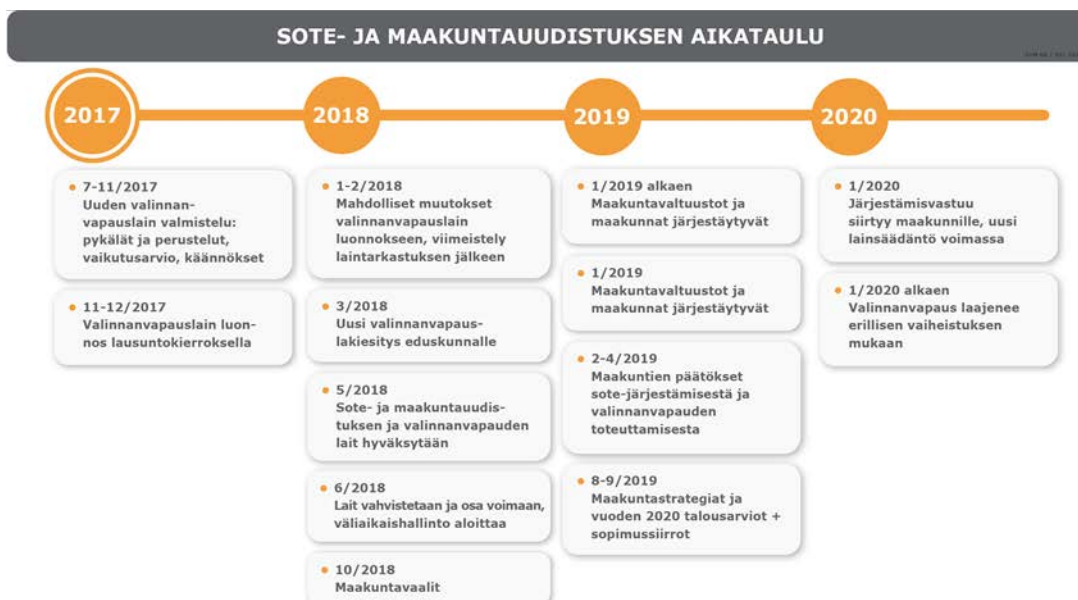 SOTE- JA MAAKUNTAUUDISTUKSEN AIKATAULU
2017
2018
2019
2020
7-11/2017
Uuden valinnan-
vapauslain valmistelu:
pykälät ja perustelut,
vaikutusarvio, käännökset
11-12/2017
Valinnanvapauslain luon-
nos lausuntokierroksella
1-2/2018
Mahdolliset muutokset
valinnanvapauslain
luonnokseen, viimeistely
laintarkastuksen jälkeen
3/2018
Uusi valinnanvapaus-
lakiesitys eduskunnalle
5/2018
Sote- ja maakuntauudis-
tuksen ja valinnanvapauden
lait hyväksytään
6/2018
Lait vahvistetaan ja osa voimaan,
väliaikaishallinto aloittaa
10/2018
Maakuntavaalit
1/2019 alkaen
Maakuntavaltuustot ja
maakunnat järjestäytyvät
1/2019
Maakuntavaltuustot ja
maakunnat järjestäytyvät
2-4/2019
Maakuntien päätökset
sote-järjestämisestä ja
valinnanvapauden
toteuttamisesta
8-9/2019
Maakuntastrategiat ja
vuoden 2020 talousarviot +
sopimussiirrot
1/2020
Järjestämisvastuu
siirtyy maakunnille, uusi
lainsäädäntö voimassa
1/2020 alkaen
Valinnanvapaus laajenee
erillisen vaiheistuksen
mukaan